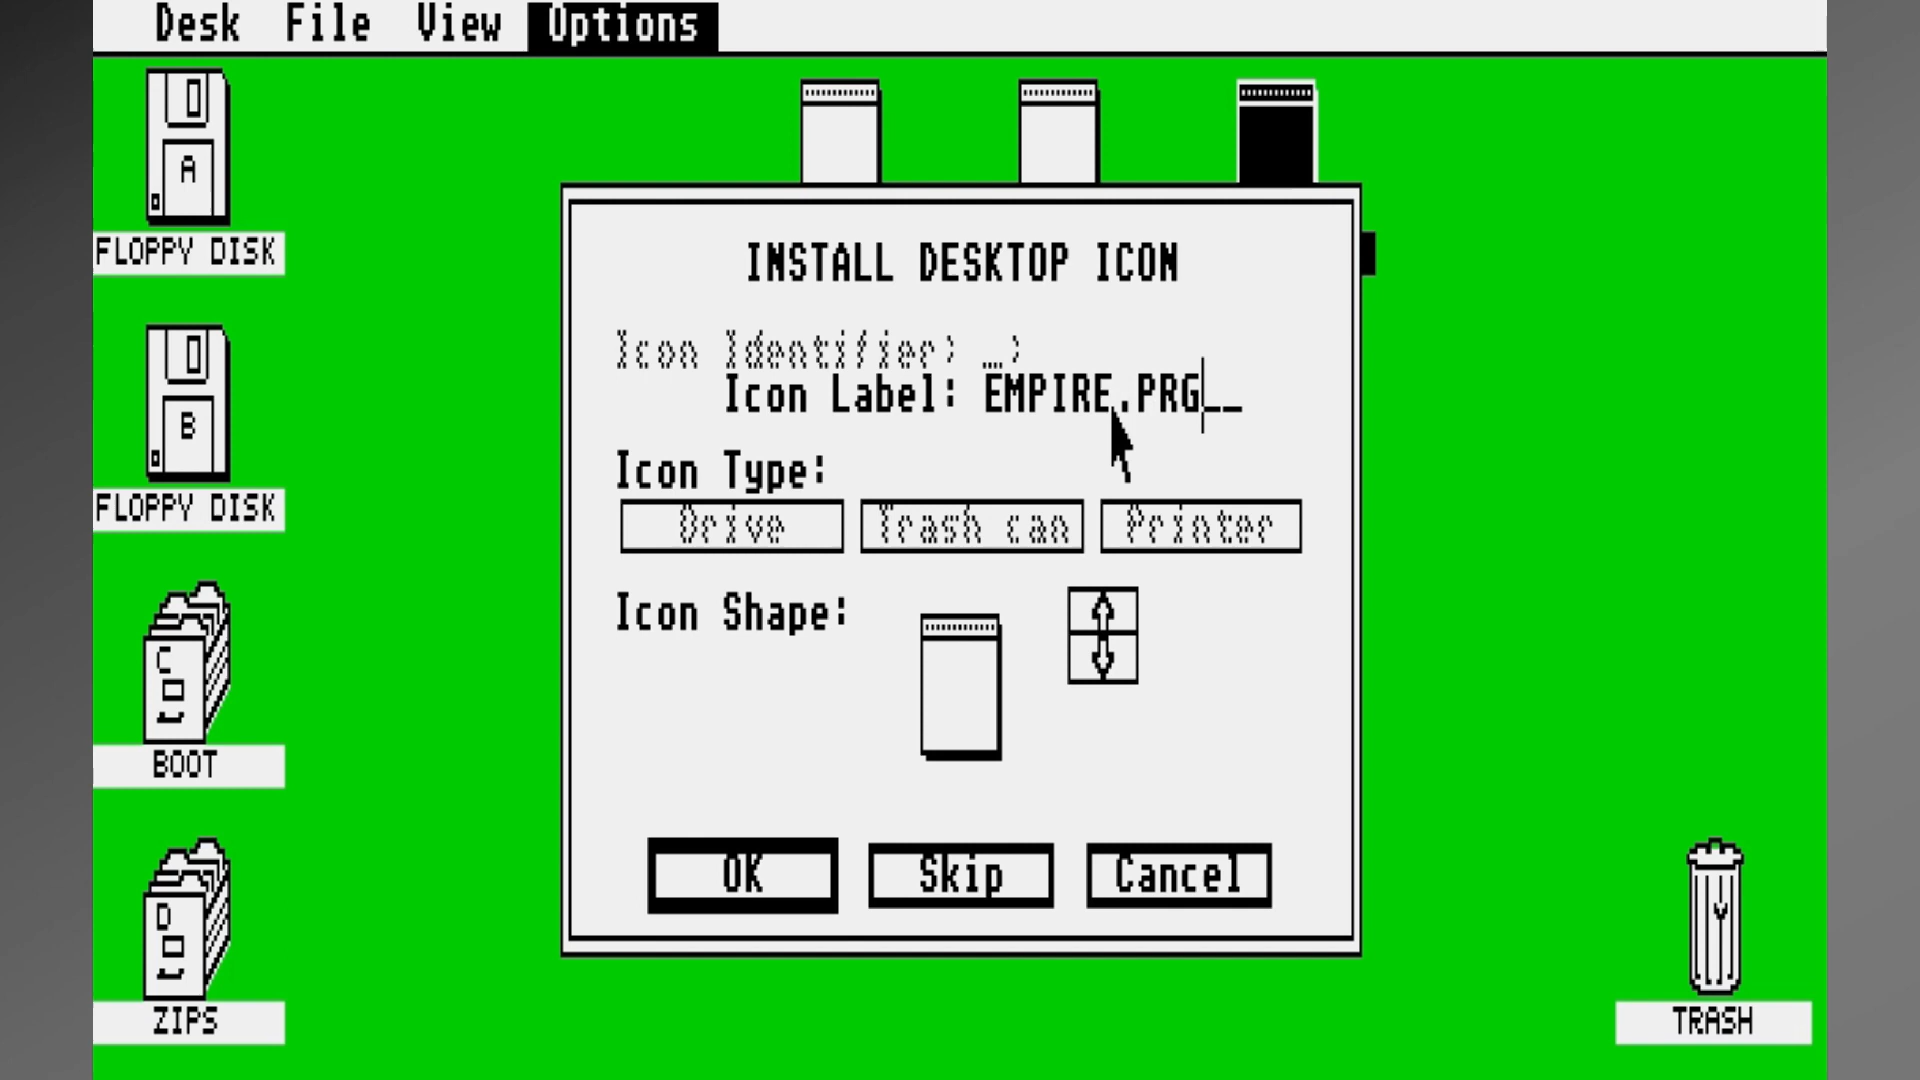 Desk File View Options
A
FLOPPY DISK
B
FLOPPY DISK
C
BOOT
D
ZIPS
INSTALL DESKTOP ICON
Icon Identifier: _:
Icon Label: EMPIRE.PRG__
Icon Type:
Drive Trash can Printer
Icon Shape:
OK Skip Cancel
TRASH